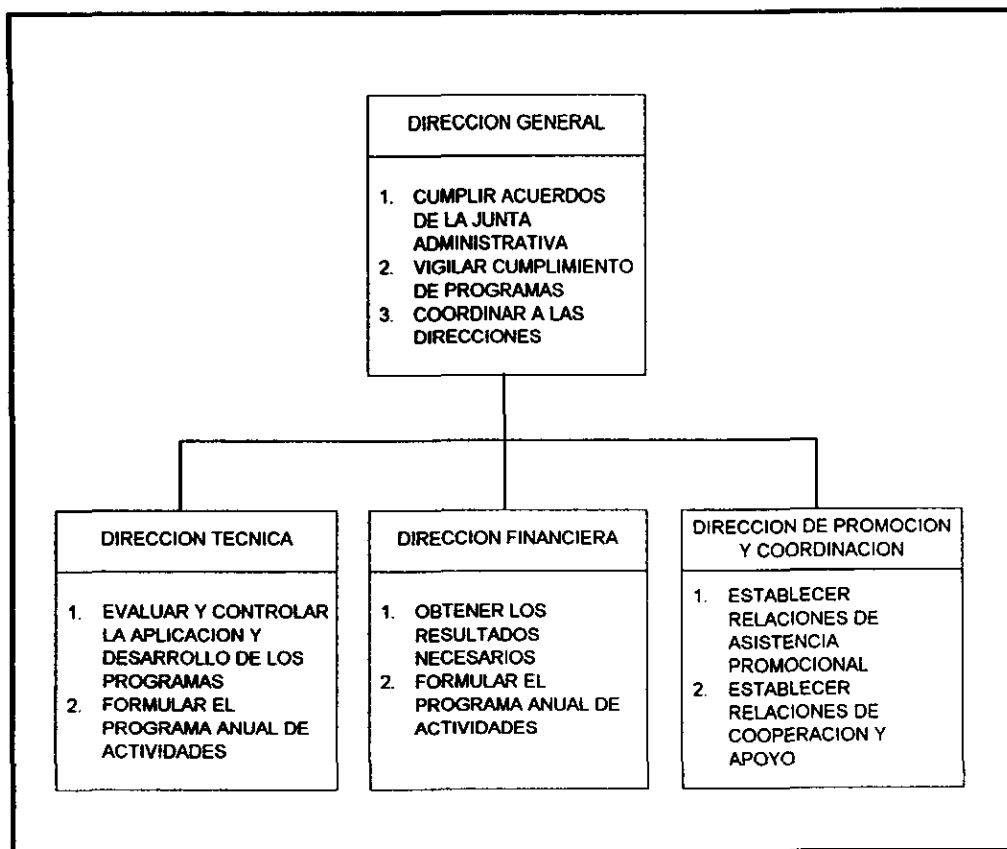 DIRECCION GENERAL
1. CUMPLIR ACUERDOS
DE LA JUNTA
ADMINISTRATIVA
2. VIGILAR CUMPLIMIENTO
DE PROGRAMAS
3. COORDINAR A LAS
DIRECCIONES
DIRECCION TECNICA
1. EVALUAR Y CONTROLAR
LA APLICACION Y
DESARROLLO DE LOS
PROGRAMAS
2. FORMULAR EL
PROGRAMA ANUAL DE
ACTIVIDADES
DIRECCION FINANCIERA
1. OBTENER LOS
RESULTADOS
NECESARIOS
2. FORMULAR EL
PROGRAMA ANUAL DE
ACTIVIDADES
DIRECCION DE PROMOCION
Y COORDINACION
1. ESTABLECER
RELACIONES DE
ASISTENCIA
PROMOCIONAL
2. ESTABLECER
RELACIONES DE
COOPERACION Y
APOYO